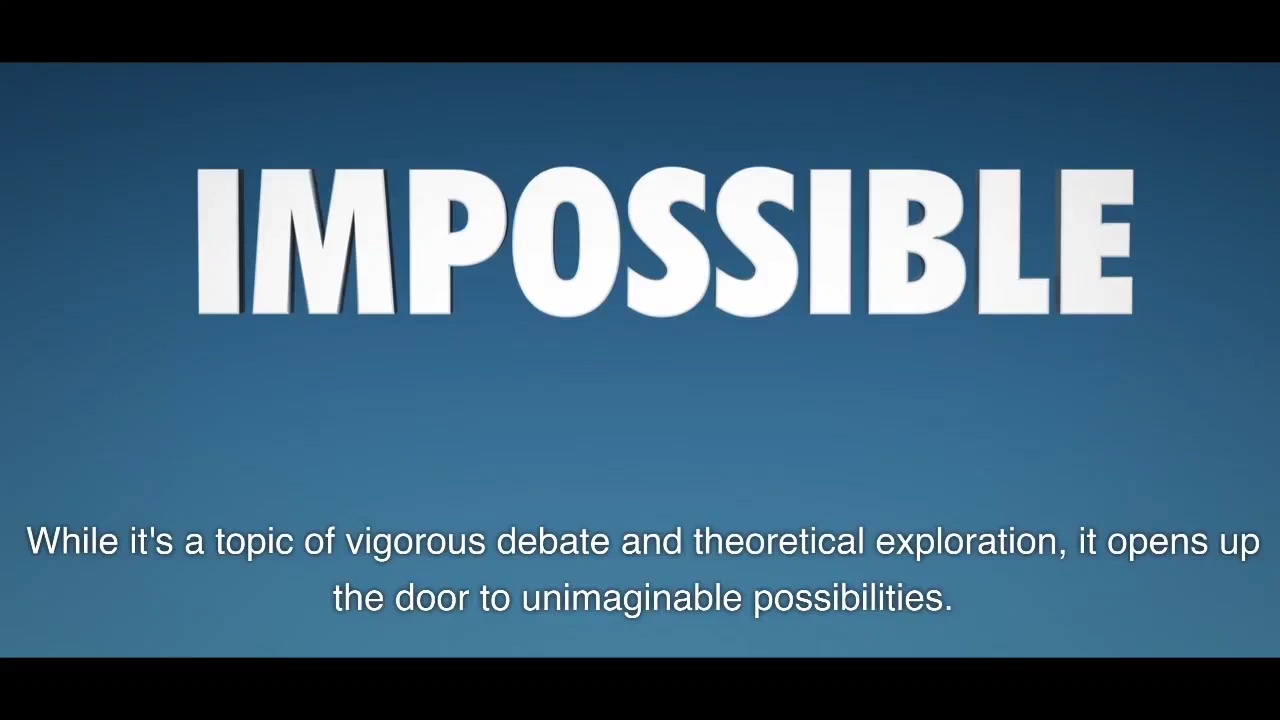 IMPOSSIBLE
While it's a topic of vigorous debate and theoretical exploration, it opens up
the door to unimaginable possibilities.